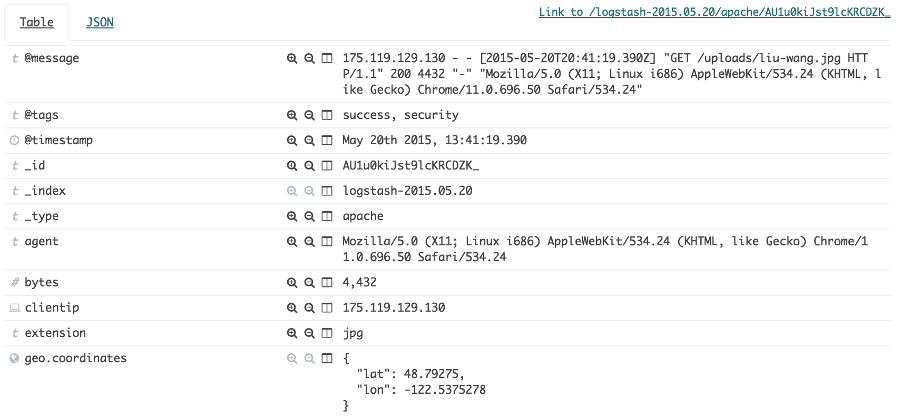 Link to /logstash-2015.05.20/apache/AU1u0kiJst9lcKRCDZK_
Table JSON
t @message 175.119.129.130 - - [2015-05-20T20:41:19.390Z] "GET /uploads/liu-wang.jpg HTT
P/1.1" 200 4432 "-" "Mozilla/5.0 (X11; Linux i686) AppleWebKit/534.24 (KHTML, l
ike Gecko) Chrome/11.0.696.50 Safari/534.24"
t @tags success, security
@timestamp May 20th 2015, 13:41:19.390
t _id AU1u0kiJst9lcKRCDZK_
t _index logstash-2015.05.20
t _type apache
t agent Mozilla/5.0 (X11; Linux i686) AppleWebKit/534.24 (KHTML, like Gecko) Chrome/1
1.0.696.50 Safari/534.24
# bytes 4,432
clientip 175.119.129.130
t extension jpg
geo.coordinates {
"lat": 48.79275,
"lon": -122.5375278
}